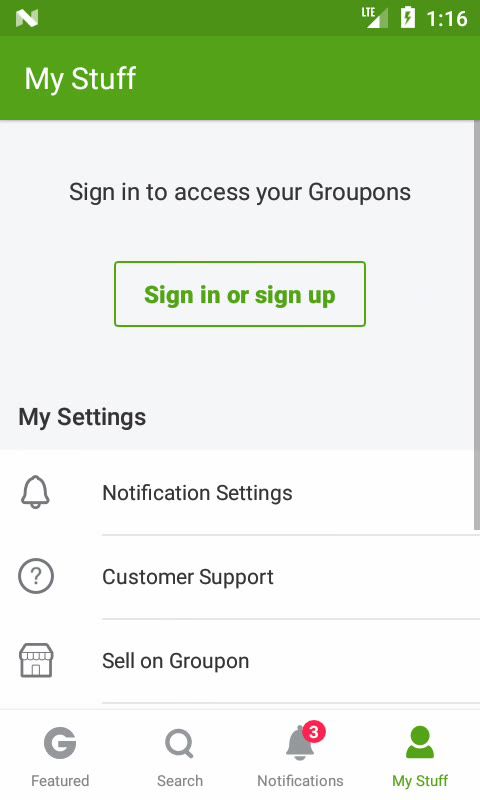 LTE 1:16
My Stuff
Sign in to access your Groupons
Sign in or sign up
My Settings
Notification Settings
? Customer Support
Sell on Groupon
G 3
Featured Search Notifications My Stuff